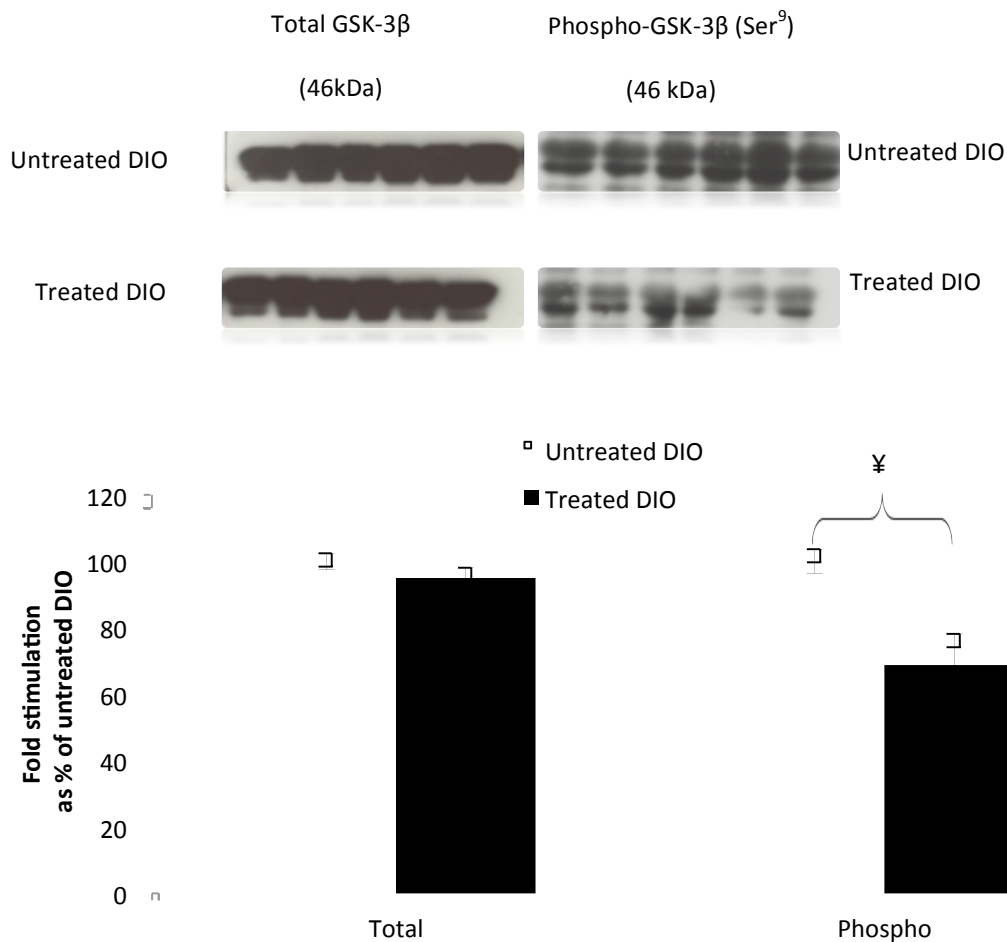 Total GSK-3β
Phospho-GSK-3β (Ser⁹)
(46kDa)
(46 kDa)
Untreated DIO
Untreated DIO
Treated DIO
Treated DIO
Untreated DIO
Treated DIO
¥
Fold stimulation
as % of untreated DIO
120
100
80
60
40
20
0
Total
Phospho